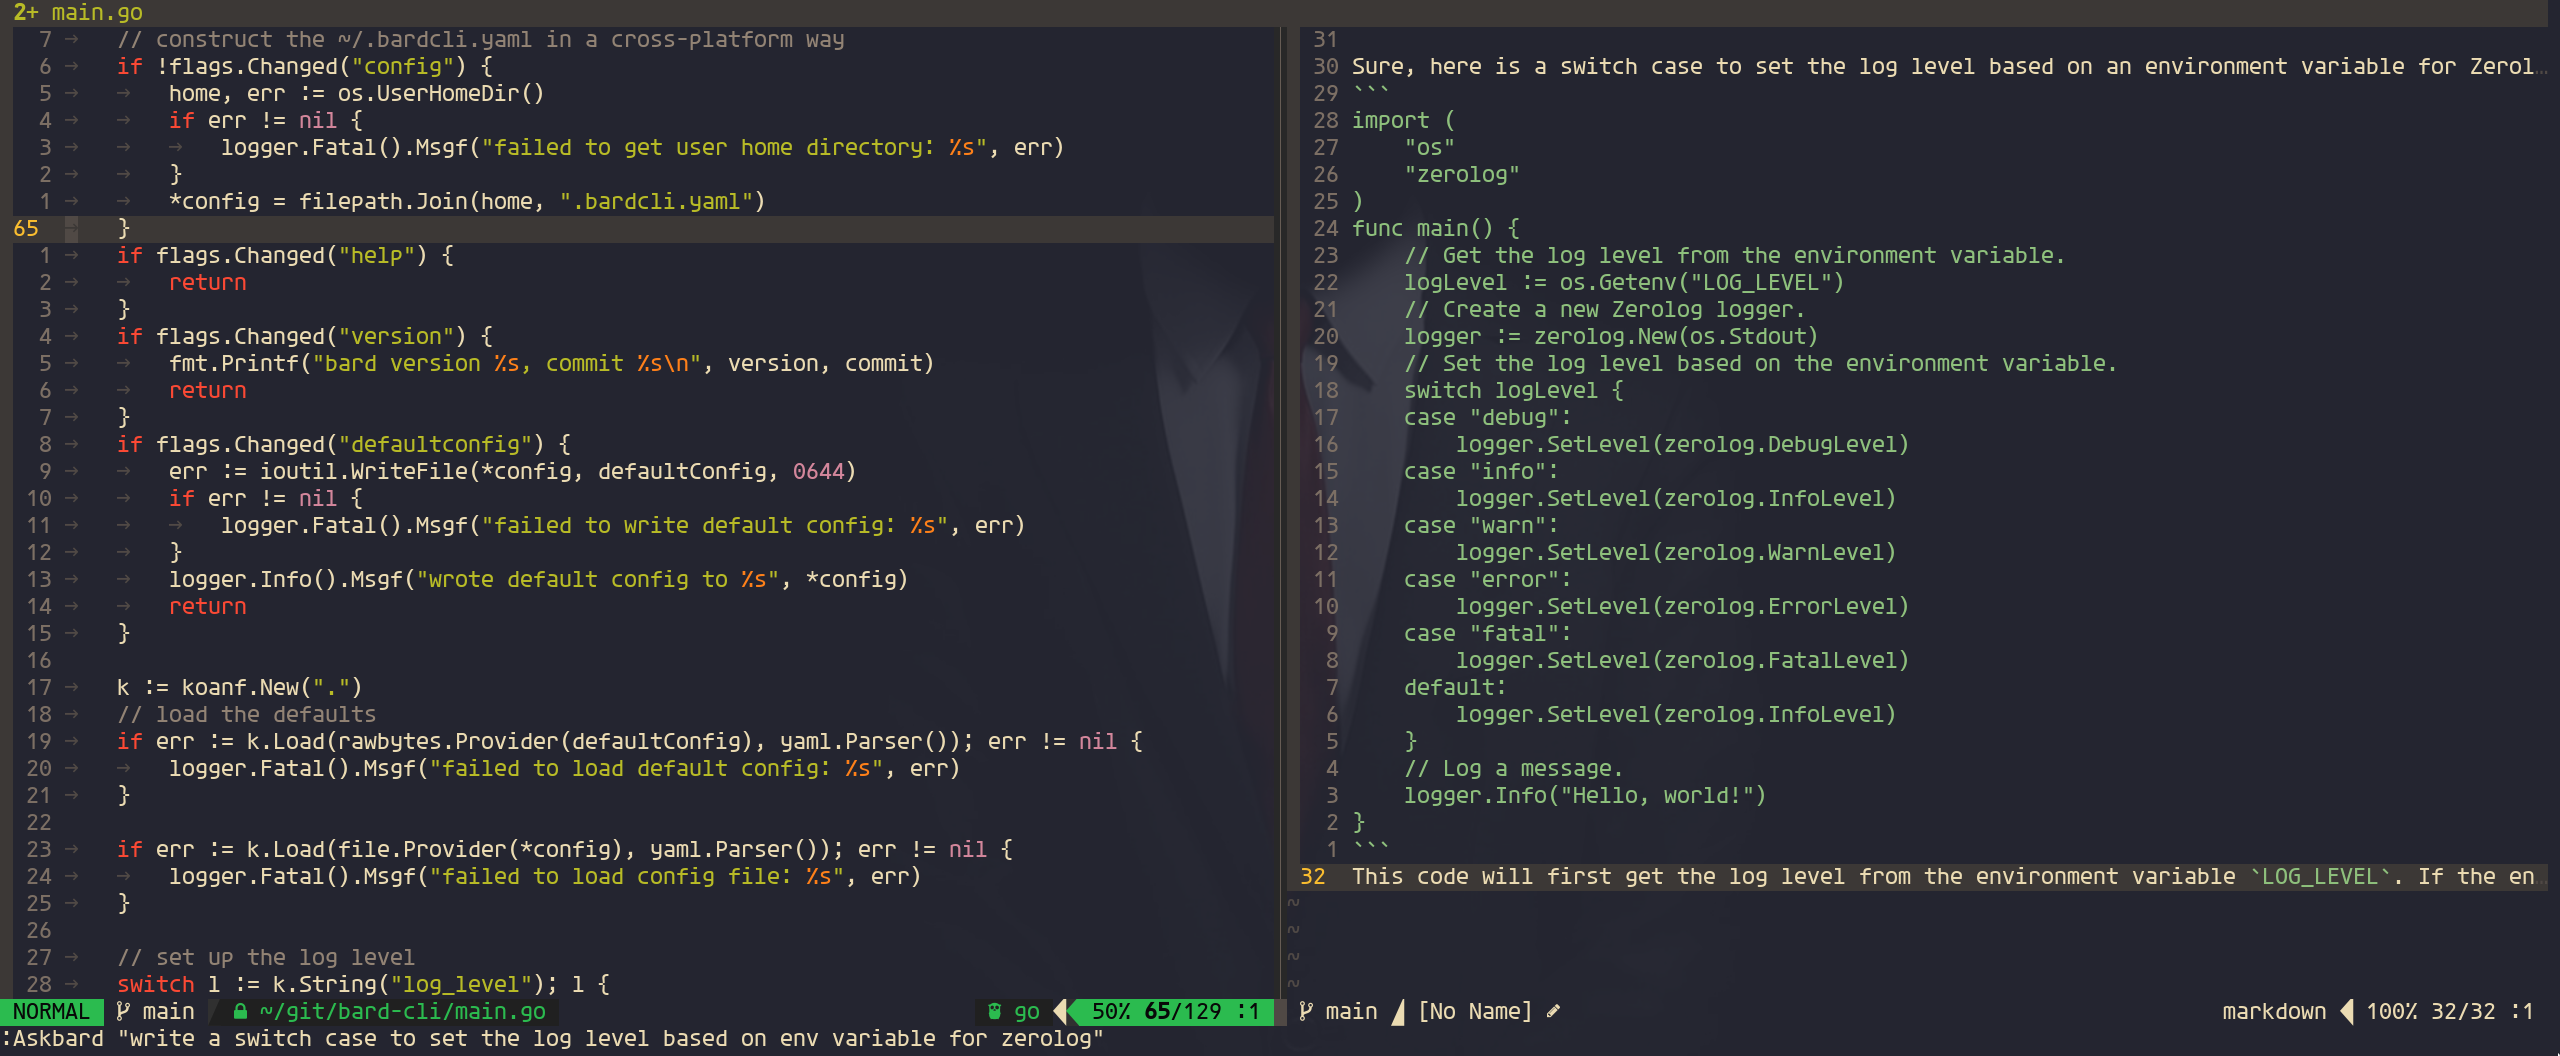 2+ main.go
7 → // construct the ~/.bardcli.yaml in a cross-platform way
6 → if !flags.Changed("config") {
5 → → home, err := os.UserHomeDir()
4 → → if err != nil {
3 → → → logger.Fatal().Msgf("failed to get user home directory: %s", err)
2 → → }
1 → → *config = filepath.Join(home, ".bardcli.yaml")
65 → }
1 → if flags.Changed("help") {
2 → → return
3 → }
4 → if flags.Changed("version") {
5 → → fmt.Printf("bard version %s, commit %s\n", version, commit)
6 → → return
7 → }
8 → if flags.Changed("defaultconfig") {
9 → → err := ioutil.WriteFile(*config, defaultConfig, 0644)
10 → → if err != nil {
11 → → → logger.Fatal().Msgf("failed to write default config: %s", err)
12 → → }
13 → → logger.Info().Msgf("wrote default config to %s", *config)
14 → → return
15 → }
16
17 → k := koanf.New(".")
18 → // load the defaults
19 → if err := k.Load(rawbytes.Provider(defaultConfig), yaml.Parser()); err != nil {
20 → → logger.Fatal().Msgf("failed to load default config: %s", err)
21 → }
22
23 → if err := k.Load(file.Provider(*config), yaml.Parser()); err != nil {
24 → → logger.Fatal().Msgf("failed to load config file: %s", err)
25 → }
26
27 → // set up the log level
28 → switch l := k.String("log_level"); l {
31
30 Sure, here is a switch case to set the log level based on an environment variable for Zerol…
29 ```
28 import (
27 "os"
26 "zerolog"
25 )
24 func main() {
23 // Get the log level from the environment variable.
22 logLevel := os.Getenv("LOG_LEVEL")
21 // Create a new Zerolog logger.
20 logger := zerolog.New(os.Stdout)
19 // Set the log level based on the environment variable.
18 switch logLevel {
17 case "debug":
16 logger.SetLevel(zerolog.DebugLevel)
15 case "info":
14 logger.SetLevel(zerolog.InfoLevel)
13 case "warn":
12 logger.SetLevel(zerolog.WarnLevel)
11 case "error":
10 logger.SetLevel(zerolog.ErrorLevel)
9 case "fatal":
8 logger.SetLevel(zerolog.FatalLevel)
7 default:
6 logger.SetLevel(zerolog.InfoLevel)
5 }
4 // Log a message.
3 logger.Info("Hello, world!")
2 }
1 ```
32 This code will first get the log level from the environment variable `LOG_LEVEL`. If the en…
~
~
~
~
NORMAL main ~/git/bard-cli/main.go go 50% 65/129 :1
main [No Name] markdown 100% 32/32 :1
:Askbard "write a switch case to set the log level based on env variable for zerolog"